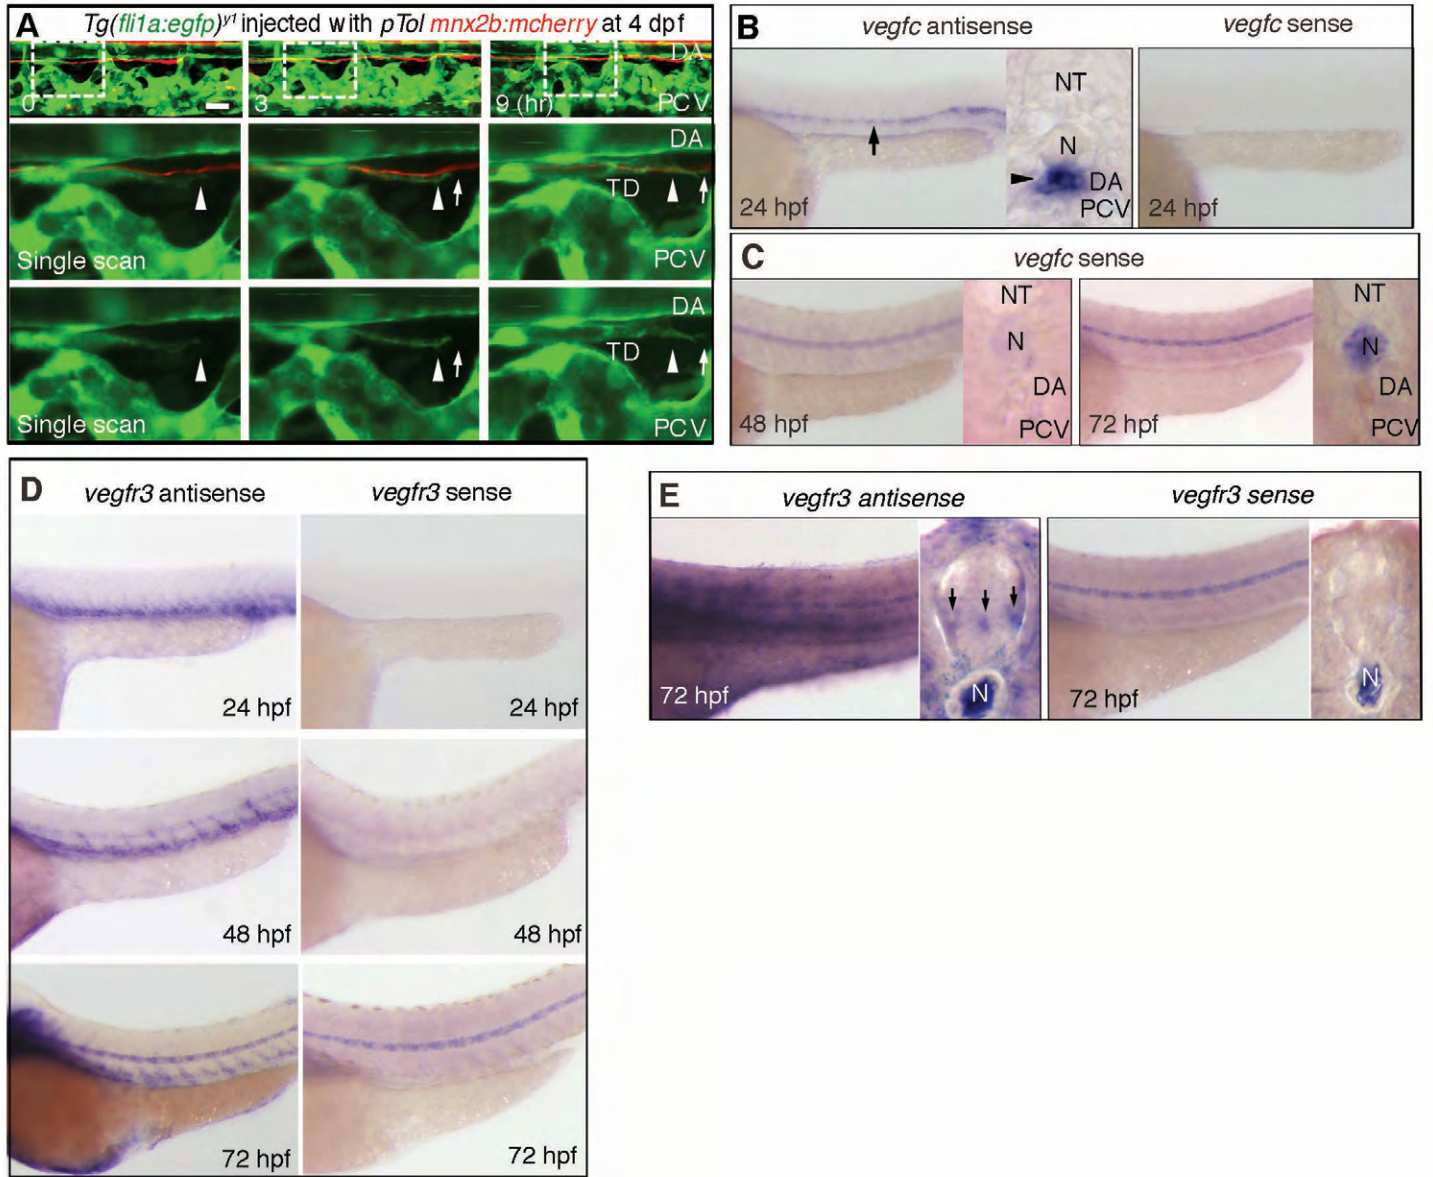 A Tg(fli1a:egfp)y1 injected with pTol mnx2b:mcherry at 4 dpf
DA
0 3 9 (hr) PCV
DA
TD
Single scan PCV
DA
TD
Single scan PCV
B vegfc antisense vegfc sense
NT
N
DA
PCV
24 hpf 24 hpf
C vegfc sense
NT NT
N N
DA DA
48 hpf PCV 72 hpf PCV
D vegfr3 antisense vegfr3 sense
24 hpf 24 hpf
48 hpf 48 hpf
72 hpf 72 hpf
E vegfr3 antisense vegfr3 sense
72 hpf N 72 hpf N